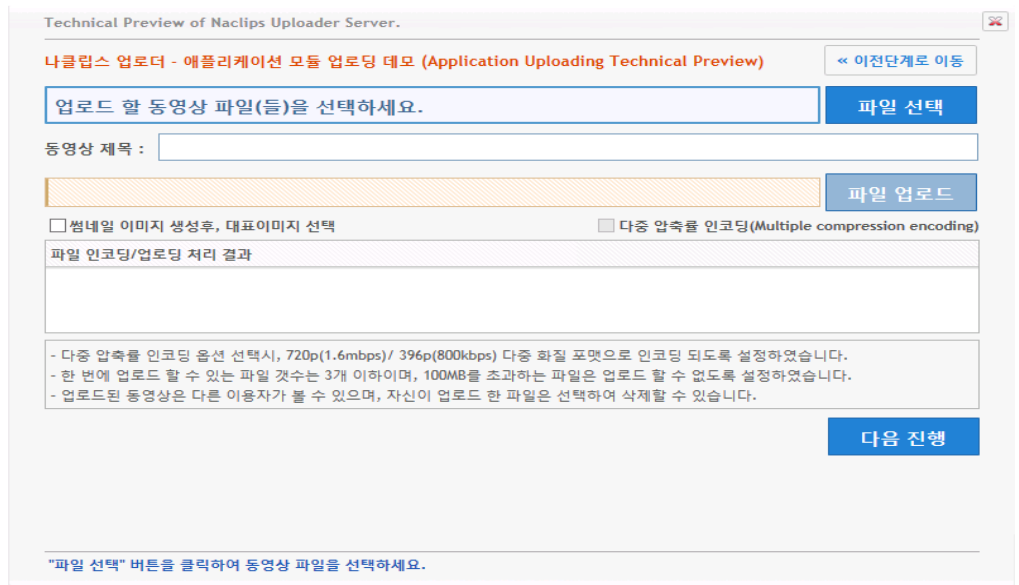 Technical Preview of Naclips Uploader Server.
나클립스 업로더 - 애플리케이션 모듈 업로딩 데모 (Application Uploading Technical Preview)
« 이전단계로 이동
업로드 할 동영상 파일(들)을 선택하세요.
파일 선택
동영상 제목 :
파일 업로드
썸네일 이미지 생성후, 대표이미지 선택
다중 압축률 인코딩(Multiple compression encoding)
파일 인코딩/업로딩 처리 결과
- 다중 압축률 인코딩 옵션 선택시, 720p(1.6mbps)/ 396p(800kbps) 다중 화질 포맷으로 인코딩 되도록 설정하였습니다.
- 한 번에 업로드 할 수 있는 파일 갯수는 3개 이하이며, 100MB를 초과하는 파일은 업로드 할 수 없도록 설정하였습니다.
- 업로드된 동영상은 다른 이용자가 볼 수 있으며, 자신이 업로드 한 파일은 선택하여 삭제할 수 있습니다.
다음 진행
"파일 선택" 버튼을 클릭하여 동영상 파일을 선택하세요.